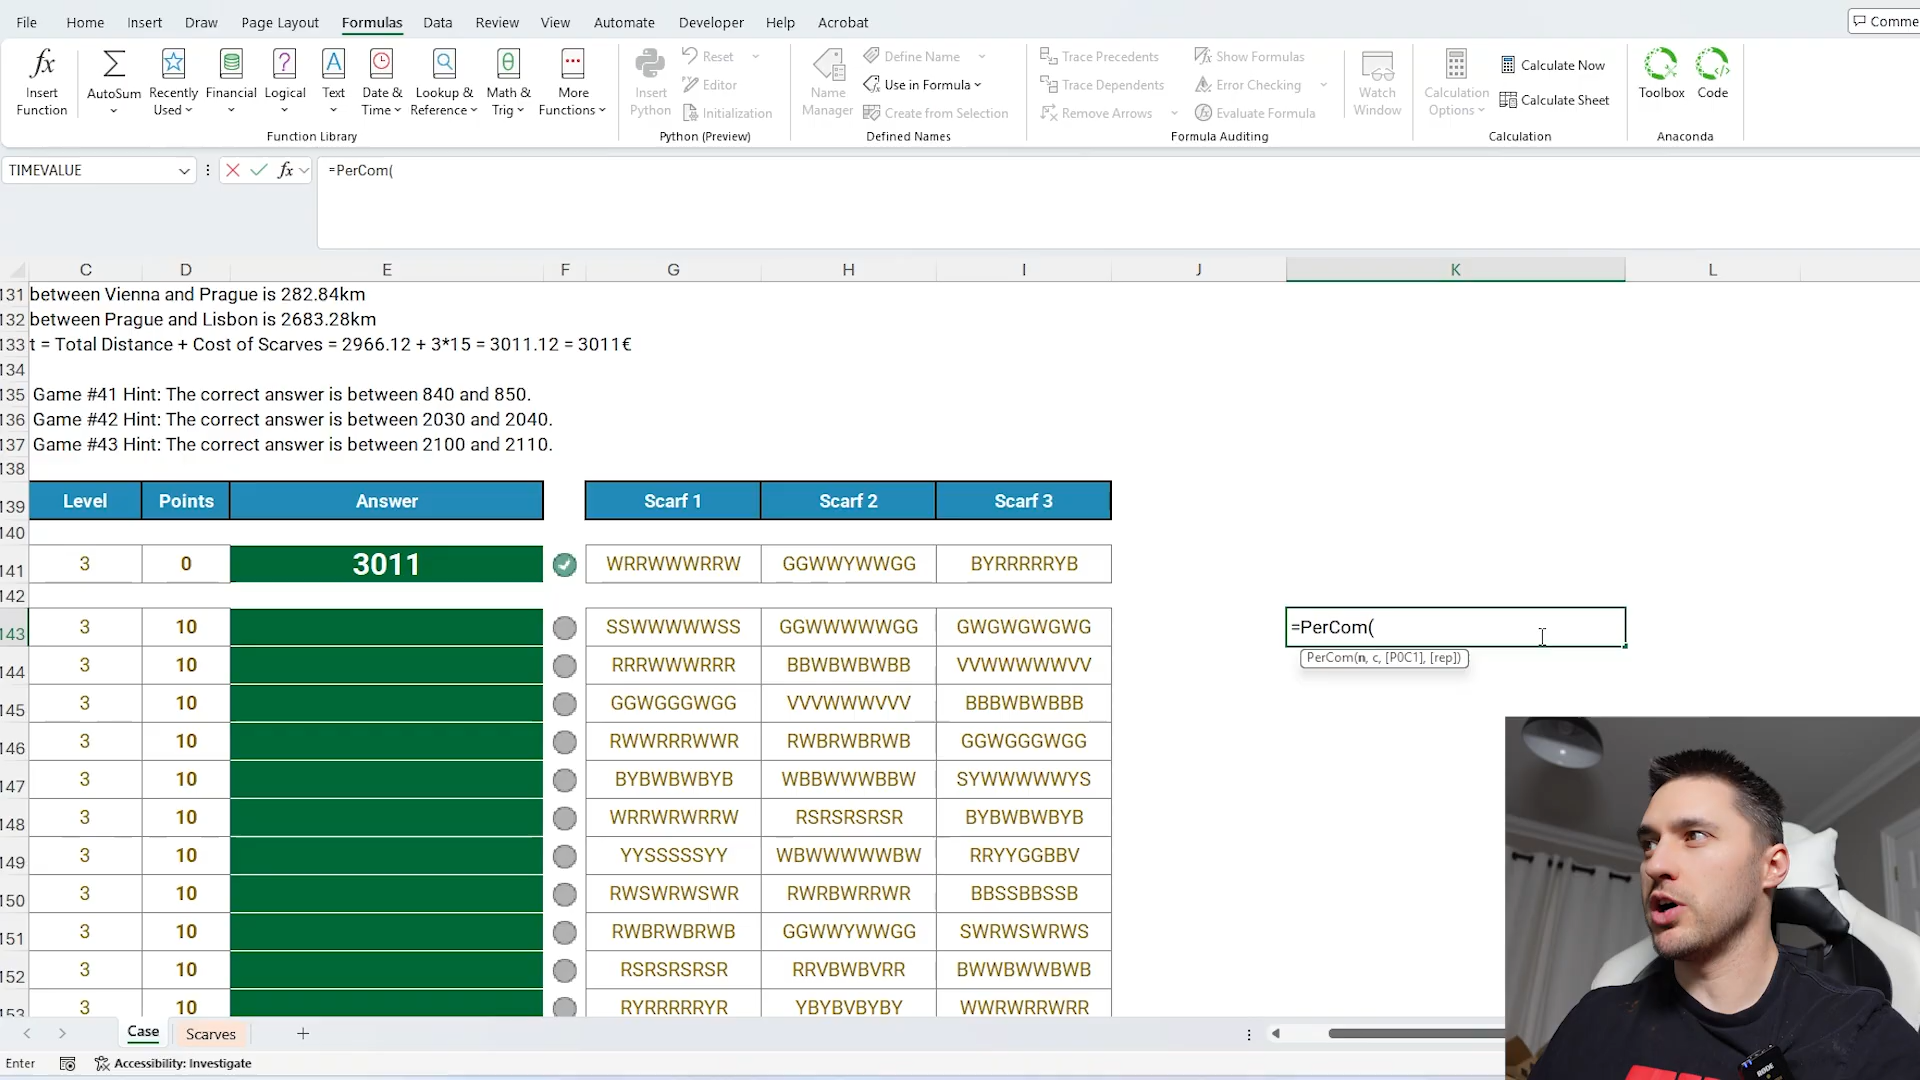 File Home Insert Draw Page Layout Formulas Data Review View Automate Developer Help Acrobat Comme
fx Insert Function
AutoSum
Recently Used
Financial
Logical
Text
Date & Time
Lookup & Reference
Math & Trig
More Functions
Function Library
Insert Python
Reset
Editor
Initialization
Python (Preview)
Name Manager
Define Name
Use in Formula
Create from Selection
Defined Names
Trace Precedents
Trace Dependents
Remove Arrows
Show Formulas
Error Checking
Evaluate Formula
Formula Auditing
Watch Window
Calculation Options
Calculate Now
Calculate Sheet
Calculation
Toolbox
Code
Anaconda
TIMEVALUE fx =PerCom(
C D E F G H I J K L
131 between Vienna and Prague is 282.84km
132 between Prague and Lisbon is 2683.28km
133 t = Total Distance + Cost of Scarves = 2966.12 + 3*15 = 3011.12 = 3011€
134
135 Game #41 Hint: The correct answer is between 840 and 850.
136 Game #42 Hint: The correct answer is between 2030 and 2040.
137 Game #43 Hint: The correct answer is between 2100 and 2110.
138
139 Level Points Answer Scarf 1 Scarf 2 Scarf 3
140
141 3 0 3011 WRRWWWRRW GGWWYWWGG BYRRRRRYB
142
143 3 10 SSWWWWWSS GGWWWWWGG GWGWGWGWG =PerCom(
PerCom(n, c, [P0C1], [rep])
144 3 10 RRRWWWRRR BBWBWBWBB VVWWWWWVV
145 3 10 GGWGGGWGG VVVWWWVVV BBBWBWBBB
146 3 10 RWWRRRWWR RWBRWBRWB GGWGGGWGG
147 3 10 BYBWBWBYB WBBWWWBBW SYWWWWWYS
148 3 10 WRRWRWRRW RSRSRSRSR BYBWBWBYB
149 3 10 YYSSSSSYY WBWWWWWBW RRYYGGBBV
150 3 10 RWSWRWSWR RWRBWRRWR BBSSBBSSB
151 3 10 RWBRWBRWB GGWWYWWGG SWRWSWRWS
152 3 10 RSRSRSRSR RRVBWBVRR BWWBWWBWB
153 3 10 RYRRRRRYR YBYBVBYBY WWRWRRWRR
Case Scarves
Enter Accessibility: Investigate
RODE